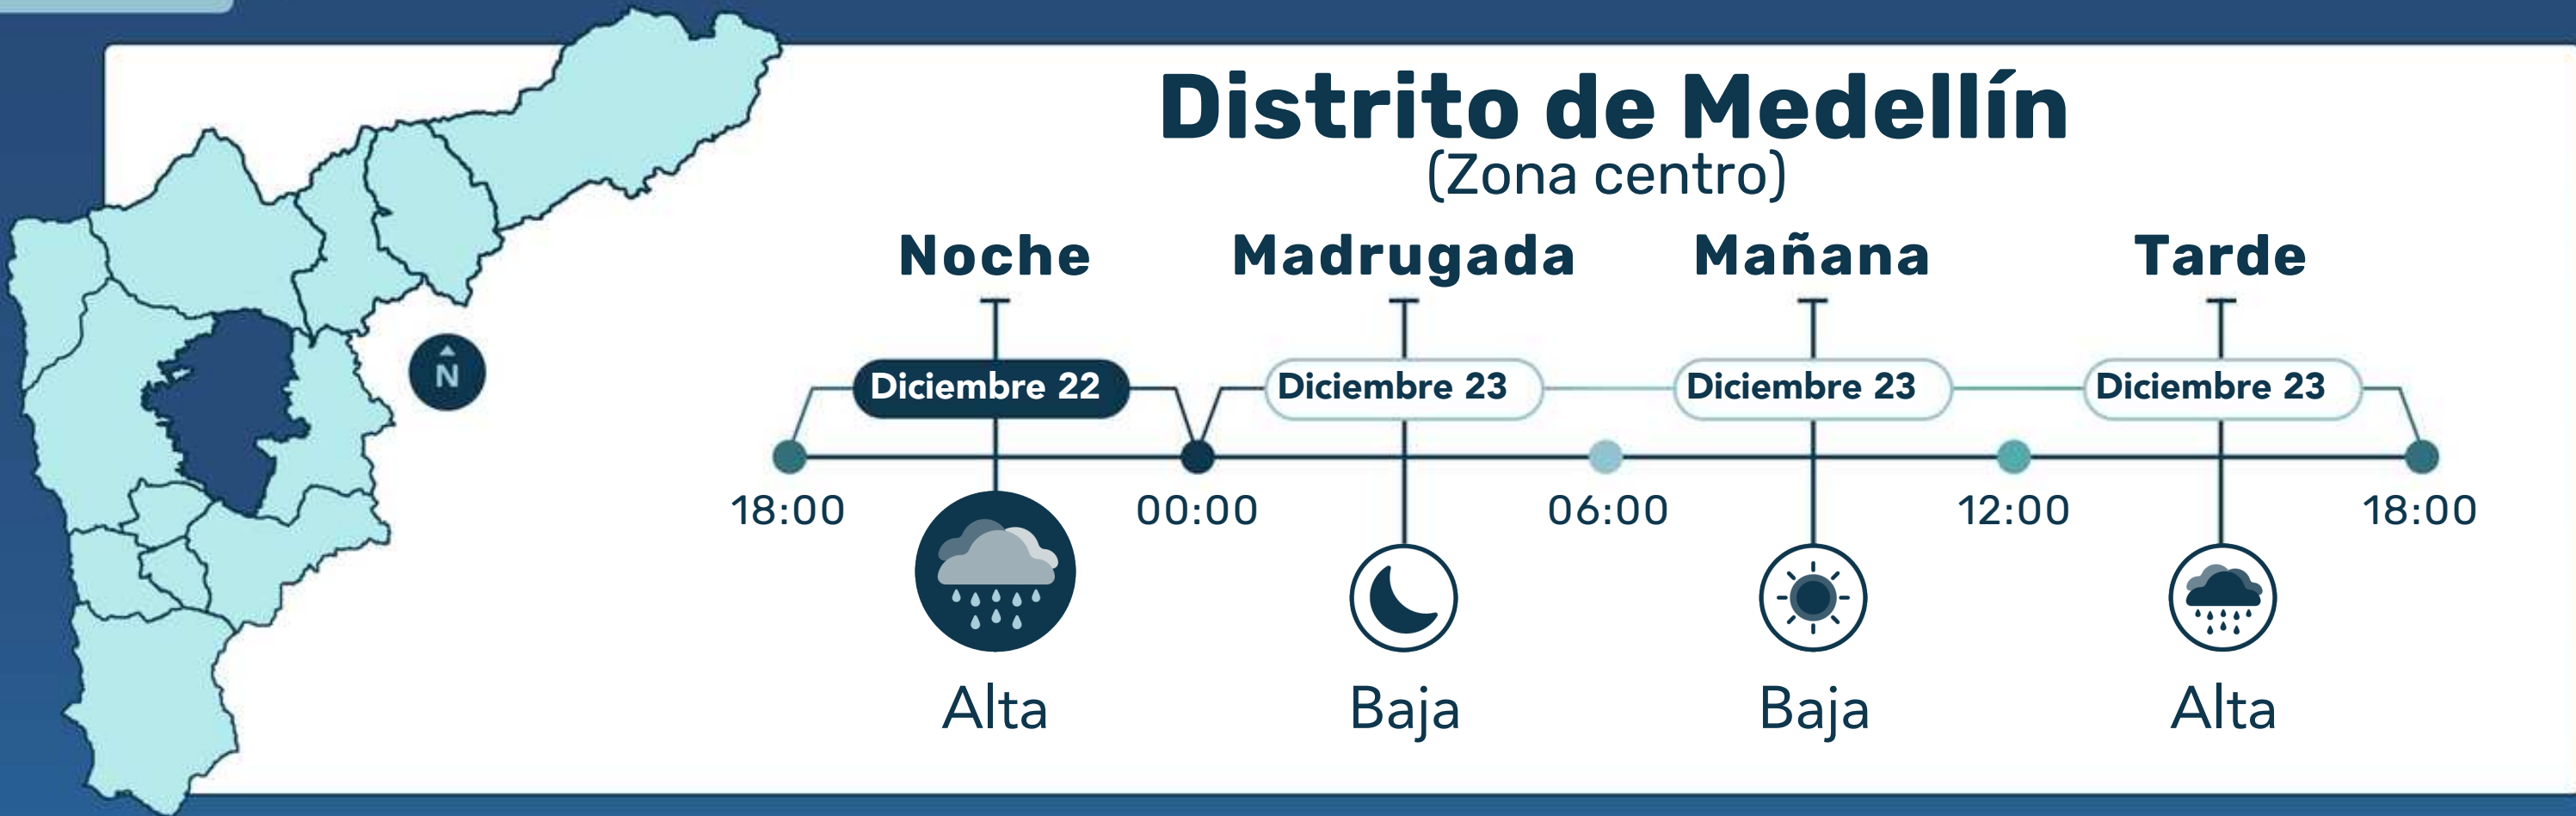 Distrito de Medellín
(Zona centro)
Noche Madrugada Mañana Tarde
Diciembre 22 Diciembre 23 Diciembre 23 Diciembre 23
N
18:00 00:00 06:00 12:00 18:00
Alta Baja Baja Alta